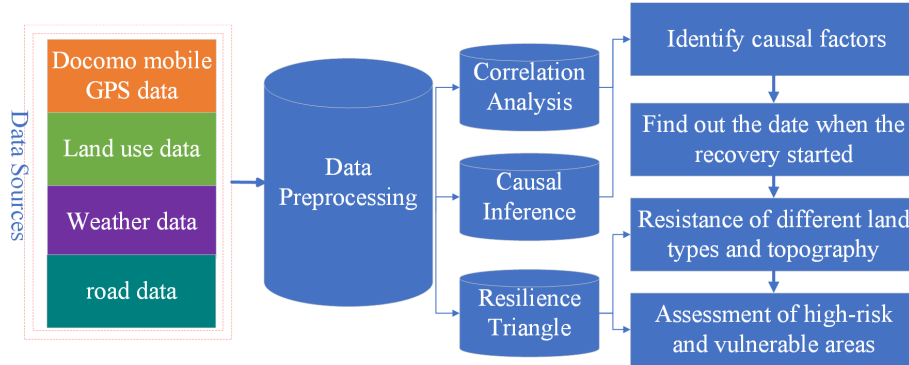 Data Sources
Docomo mobile
GPS data
Land use data
Weather data
road data
Data
Preprocessing
Correlation
Analysis
Causal
Inference
Resilience
Triangle
Identify causal factors
Find out the date when the
recovery started
Resistance of different land
types and topography
Assessment of high-risk
and vulnerable areas